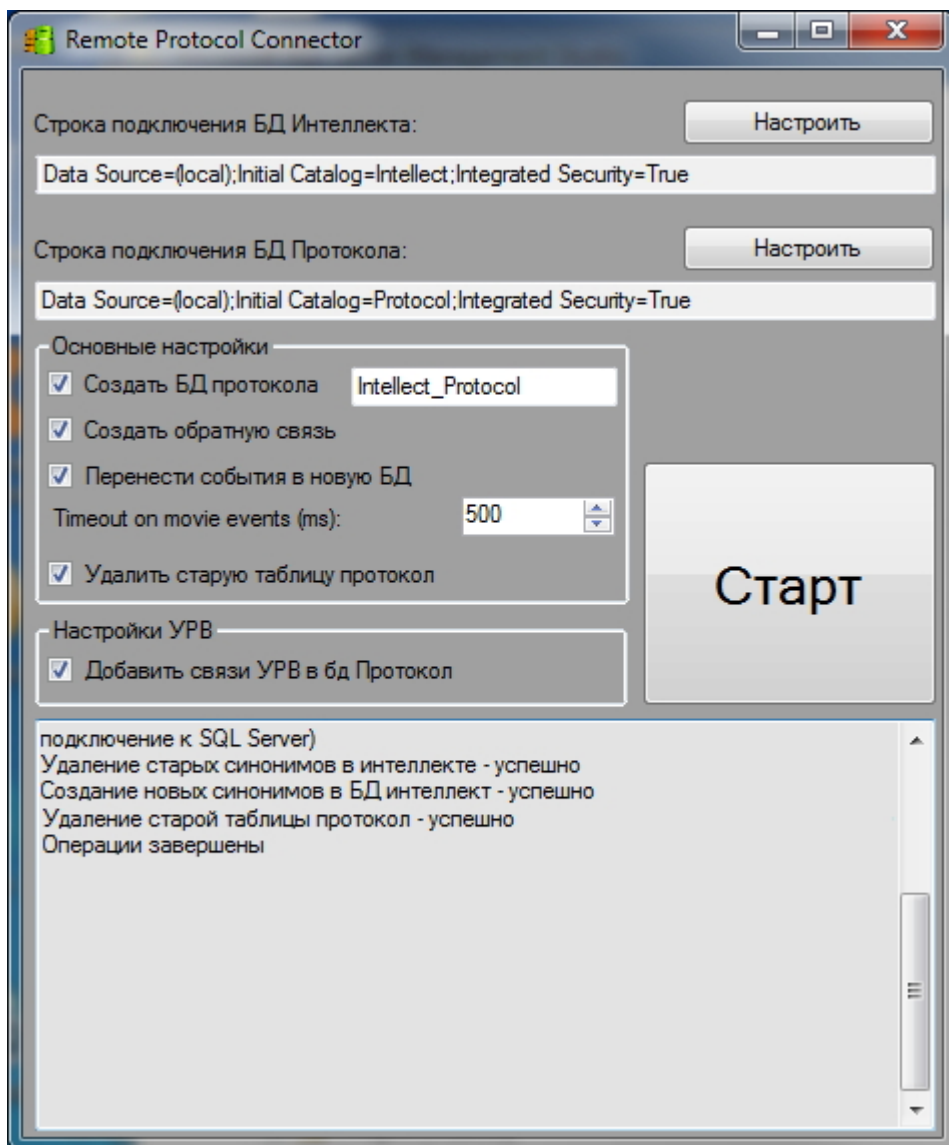 Remote Protocol Connector
Строка подключения БД Интеллекта:
Настроить
Data Source=(local);Initial Catalog=Intellect;Integrated Security=True
Строка подключения БД Протокола:
Настроить
Data Source=(local);Initial Catalog=Protocol;Integrated Security=True
Основные настройки
Создать БД протокола
Intellect_Protocol
Создать обратную связь
Перенести события в новую БД
Timeout on movie events (ms):
500
Удалить старую таблицу протокол
Старт
Настройки УРВ
Добавить связи УРВ в бд Протокол
подключение к SQL Server)
Удаление старых синонимов в интеллекте - успешно
Создание новых синонимов в БД интеллект - успешно
Удаление старой таблицы протокол - успешно
Операции завершены